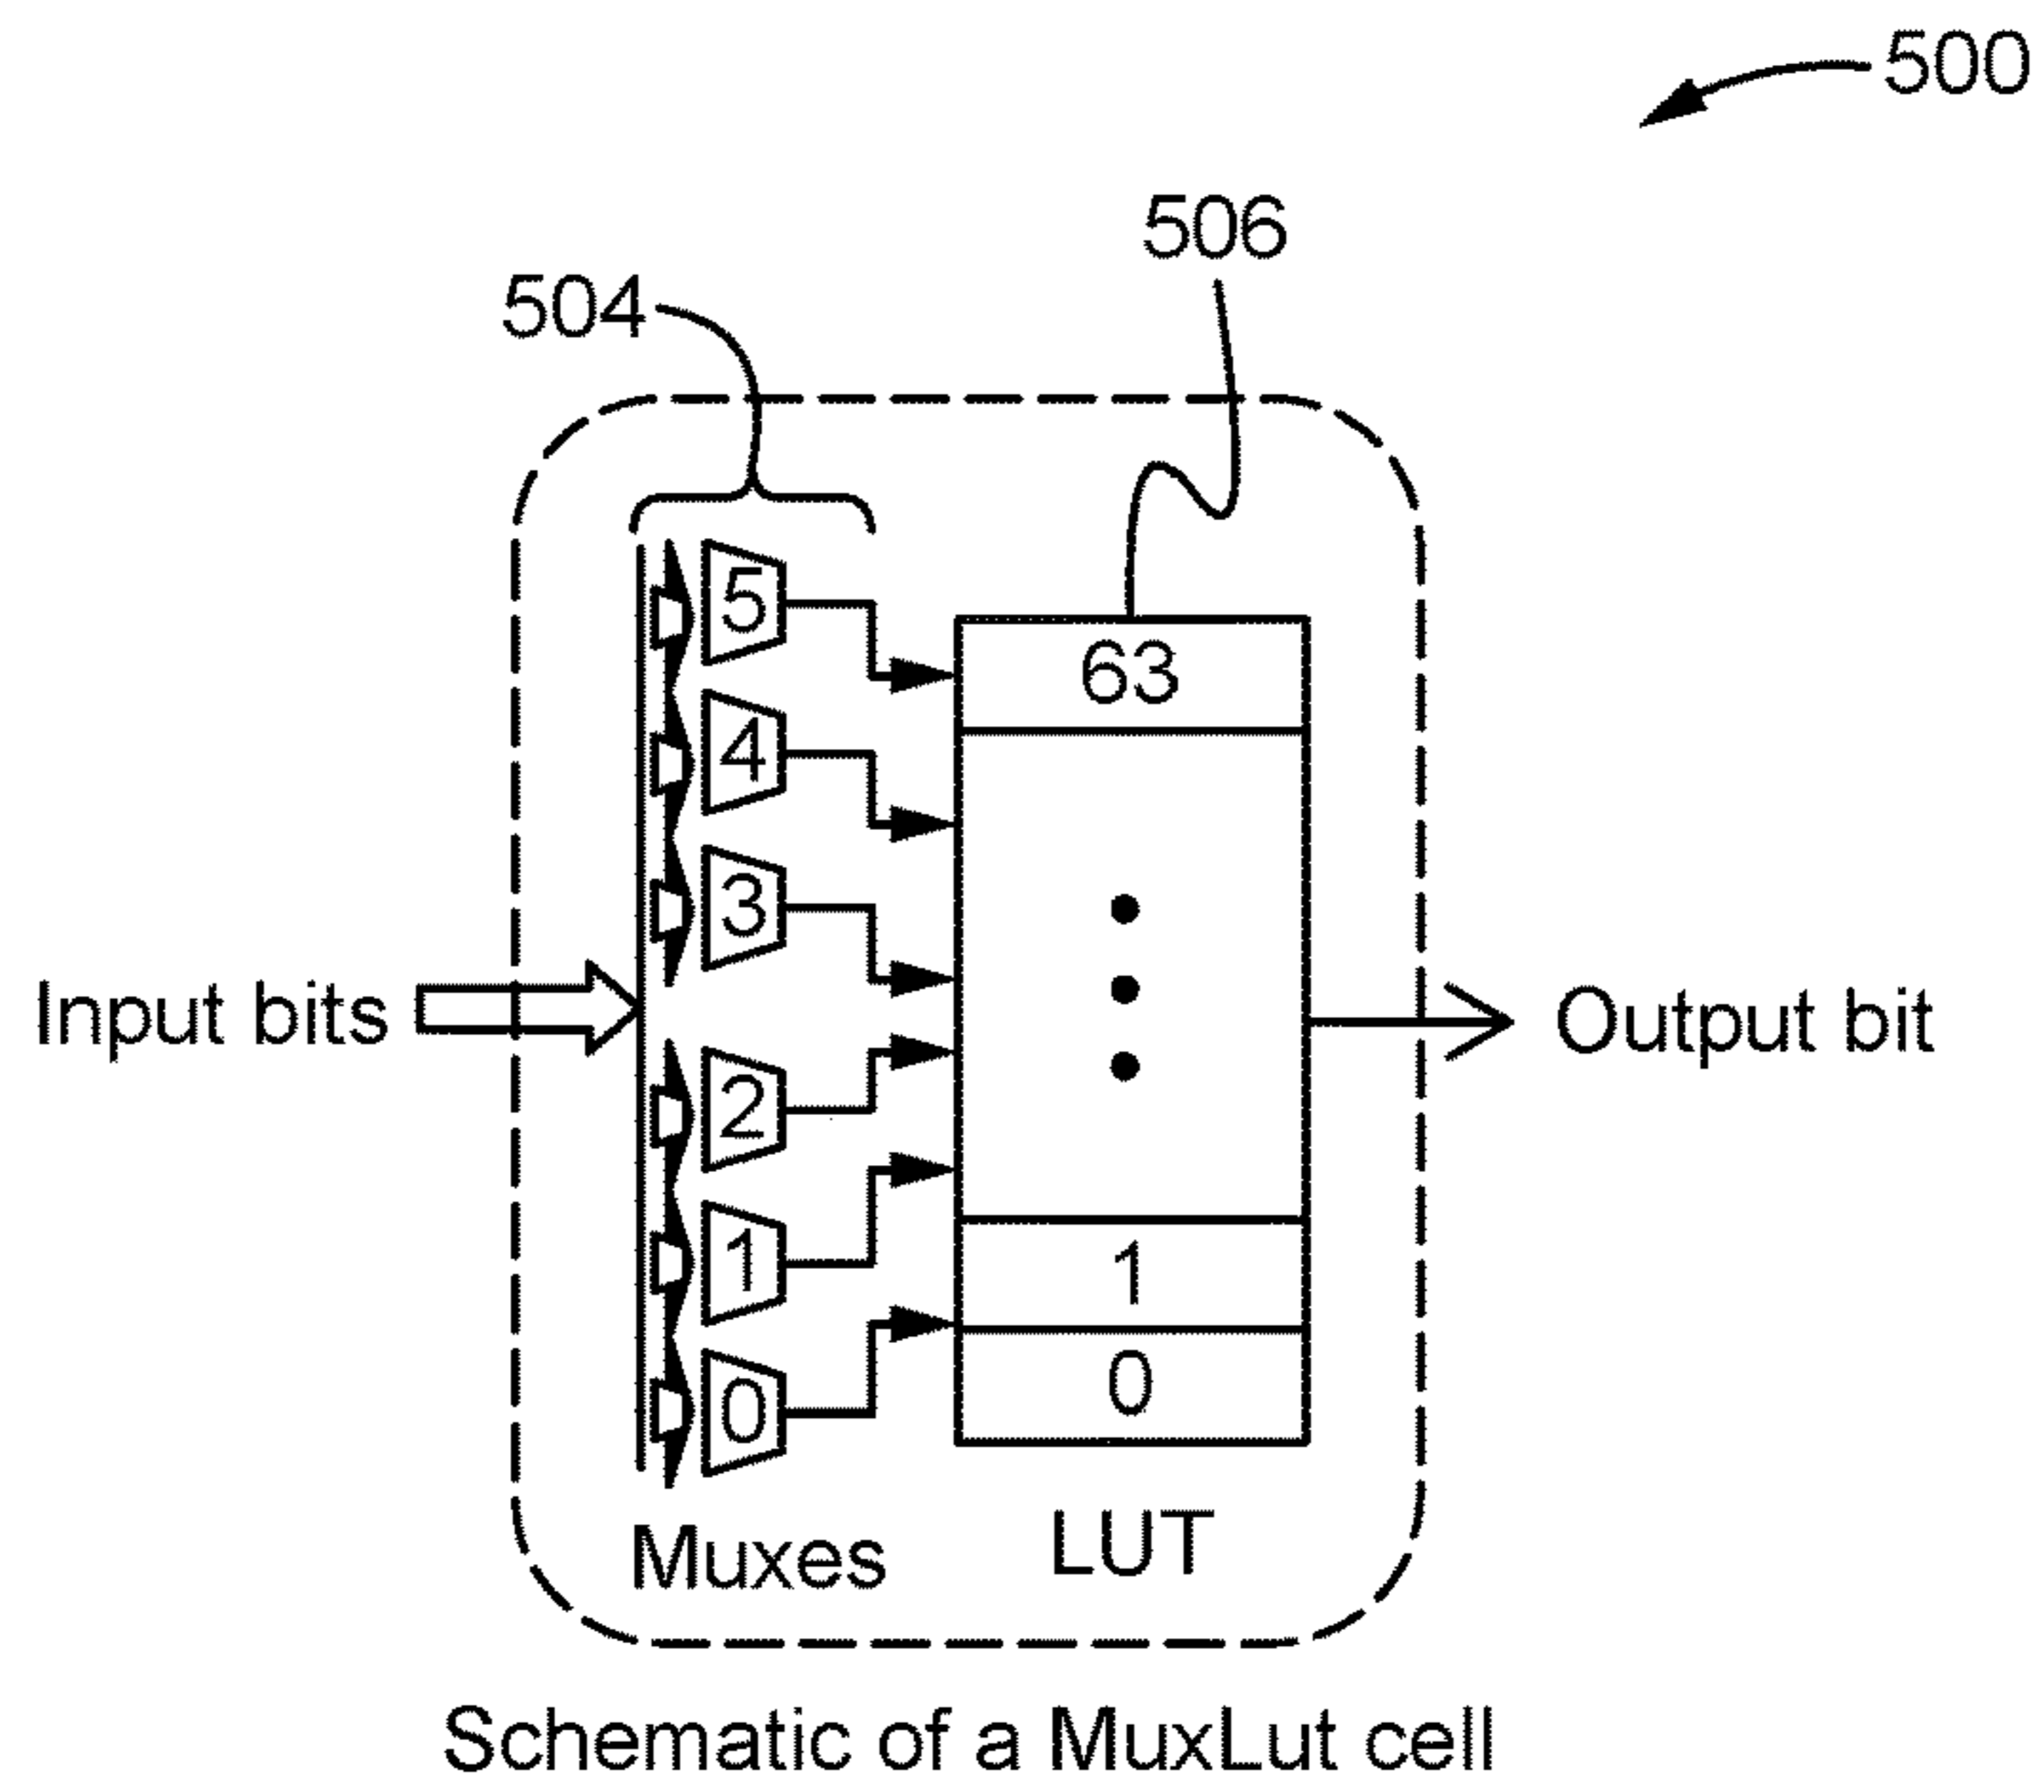 500
506
504
5
63
4
3
Input bits
Output bit
2
1
1
0
0
Muxes
LUT
Schematic of a MuxLut cell